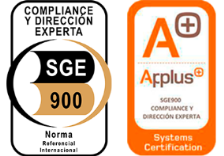 COMPLIANCE
Y DIRECCIÓN
EXPERTA
SGE
900
Norma
Referencial
Internacional
A+
Applus+
SGE900
COMPLIANCE Y
DIRECCIÓN EXPERTA
Systems
Certification